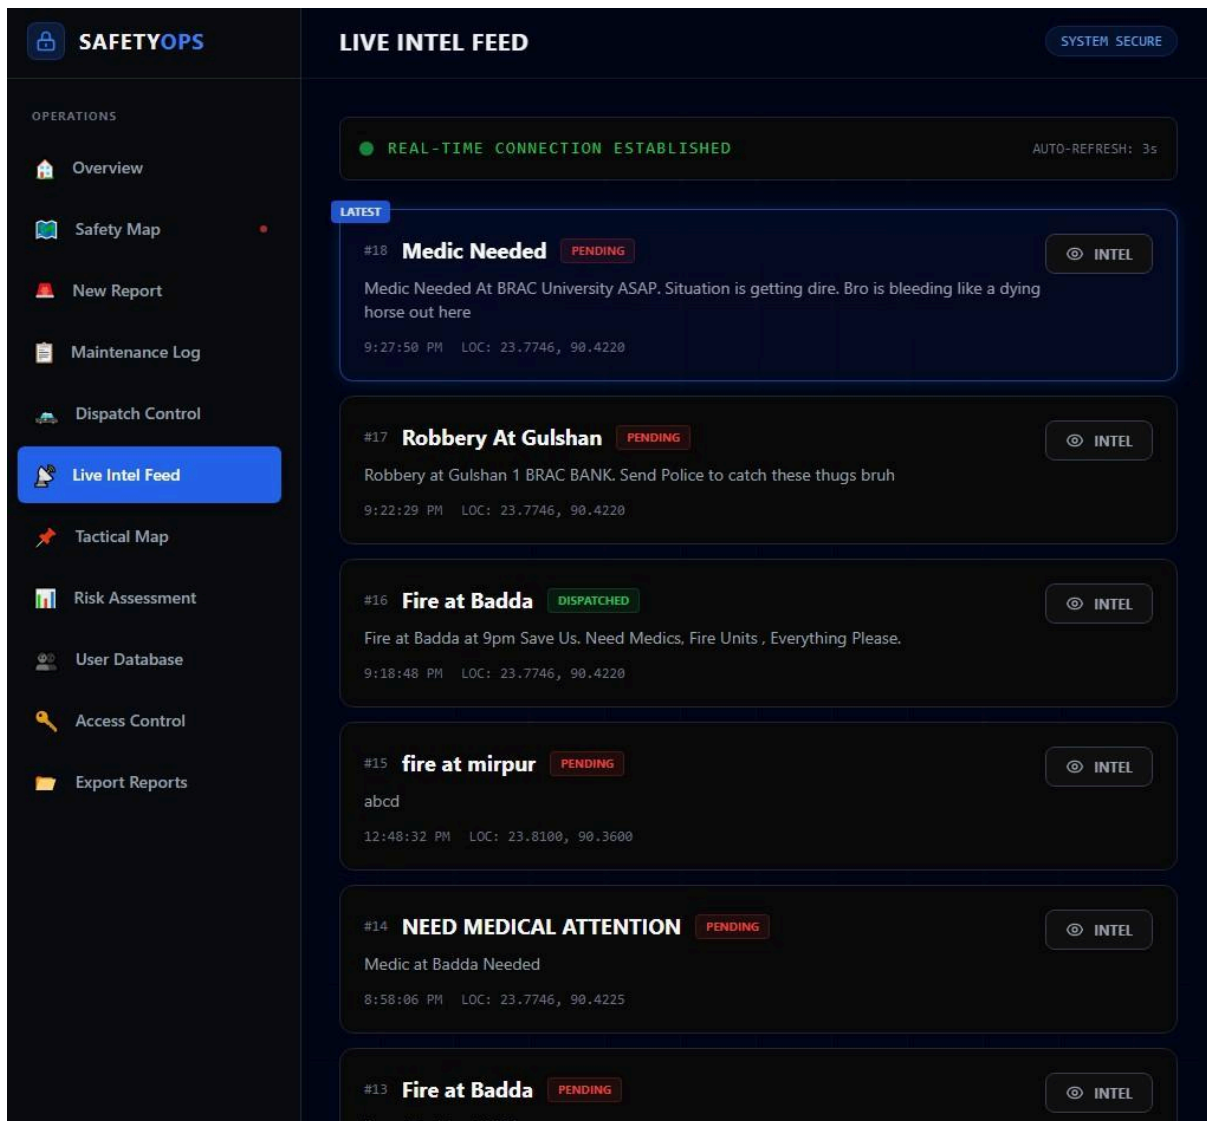 SAFETYOPS
LIVE INTEL FEED
SYSTEM SECURE
OPERATIONS
Overview
Safety Map
New Report
Maintenance Log
Dispatch Control
Live Intel Feed
Tactical Map
Risk Assessment
User Database
Access Control
Export Reports
REAL-TIME CONNECTION ESTABLISHED
AUTO-REFRESH: 3s
LATEST
#18 Medic Needed PENDING
INTEL
Medic Needed At BRAC University ASAP. Situation is getting dire. Bro is bleeding like a dying
horse out here
9:27:50 PM LOC: 23.7746, 90.4220
#17 Robbery At Gulshan PENDING
INTEL
Robbery at Gulshan 1 BRAC BANK. Send Police to catch these thugs bruh
9:22:29 PM LOC: 23.7746, 90.4220
#16 Fire at Badda DISPATCHED
INTEL
Fire at Badda at 9pm Save Us. Need Medics, Fire Units , Everything Please.
9:18:48 PM LOC: 23.7746, 90.4220
#15 fire at mirpur PENDING
INTEL
abcd
12:48:32 PM LOC: 23.8100, 90.3600
#14 NEED MEDICAL ATTENTION PENDING
INTEL
Medic at Badda Needed
8:58:06 PM LOC: 23.7746, 90.4225
#13 Fire at Badda PENDING
INTEL